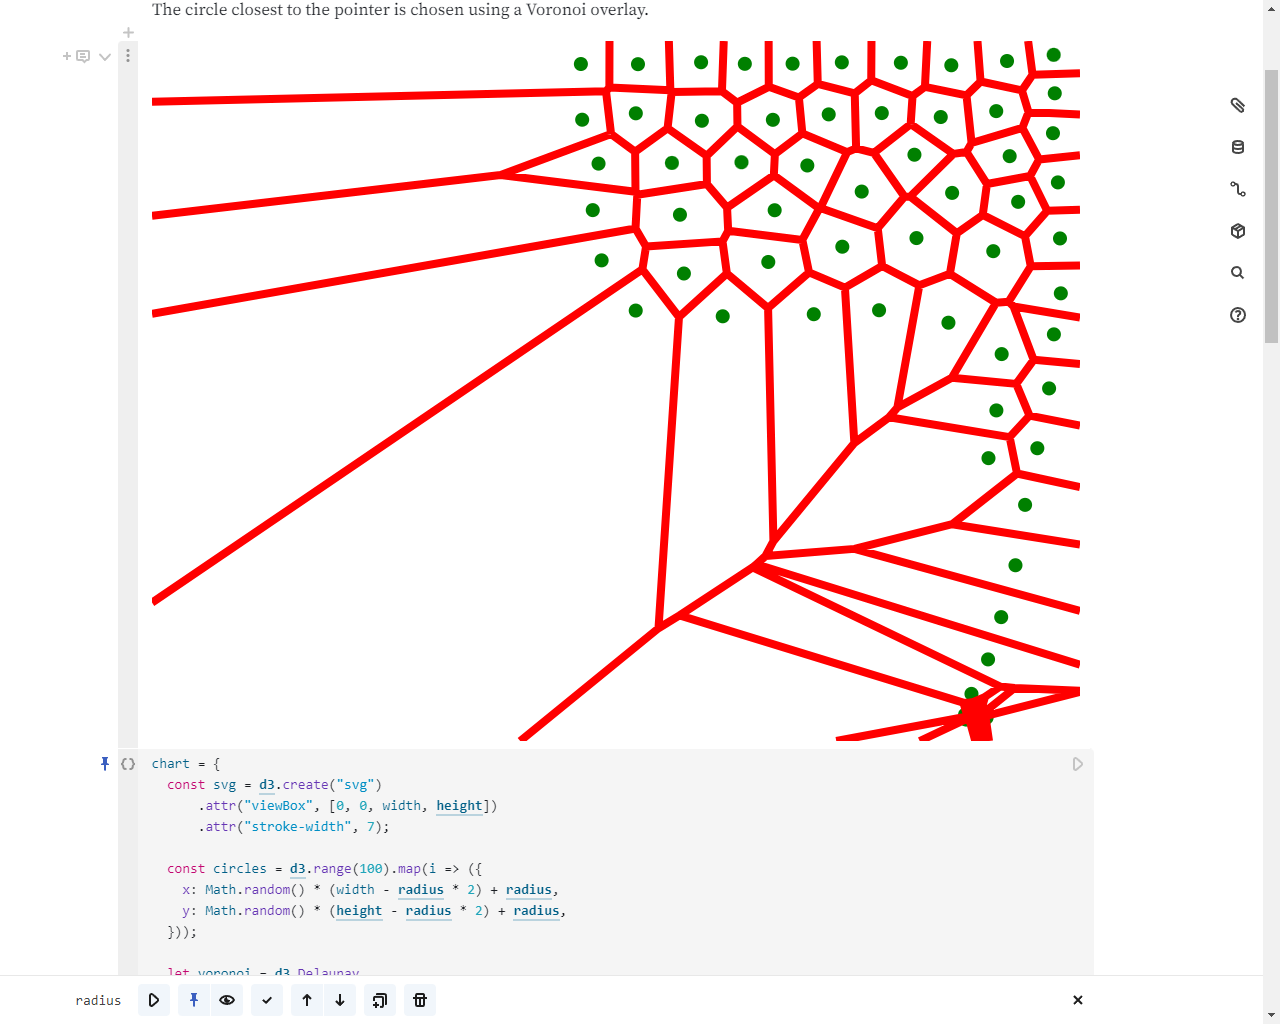 The circle closest to the pointer is chosen using a Voronoi overlay.
chart = {
const svg = d3.create("svg")
.attr("viewBox", [0, 0, width, height])
.attr("stroke-width", 7);
const circles = d3.range(100).map(i => ({
x: Math.random() * (width - radius * 2) + radius,
y: Math.random() * (height - radius * 2) + radius,
}));
let voronoi = d3.Delaunay
radius